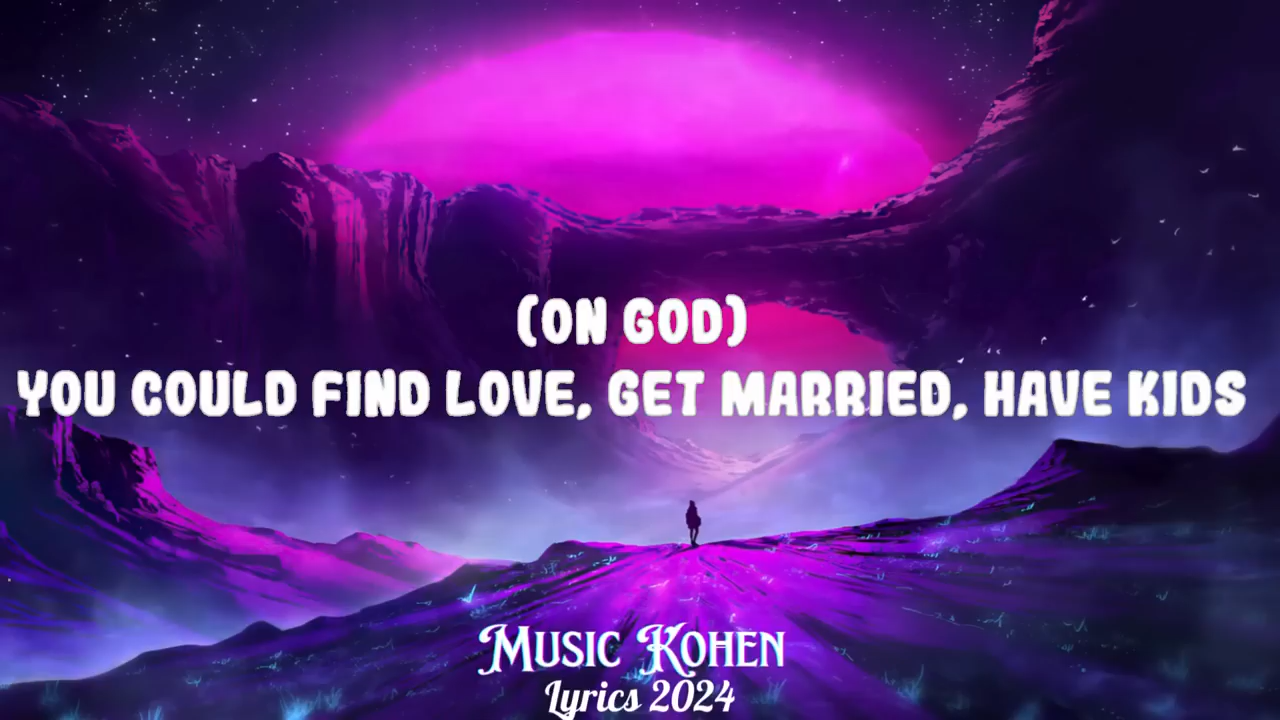 (ON GOD)
YOU COULD FIND LOVE, GET MARRIED, HAVE KIDS
MUSIC KOHEN
Lyrics 2024